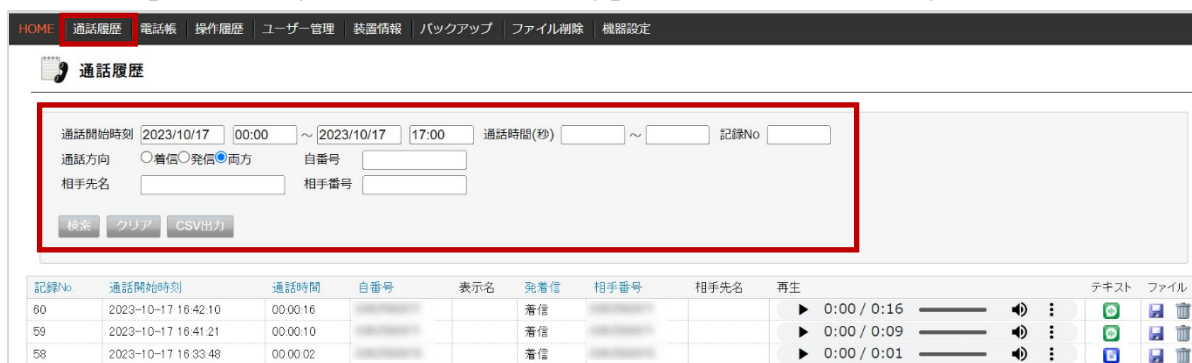 HOME 通話履歴 電話帳 操作履歴 ユーザー管理 装置情報 バックアップ ファイル削除 機器設定
通話履歴
通話開始時刻 2023/10/17 00:00 ～ 2023/10/17 17:00 通話時間(秒) ～ 記録No
通話方向 着信 発信 両方 自番号
相手先名 相手番号
検索 クリア CSV出力
記録No. 通話開始時刻 通話時間 自番号 表示名 発着信 相手番号 相手先名 再生 テキスト ファイル
60 2023-10-17 16:42:10 00:00:16 着信 0:00 / 0:16
59 2023-10-17 16:41:21 00:00:10 着信 0:00 / 0:09
58 2023-10-17 16:33:48 00:00:02 着信 0:00 / 0:01